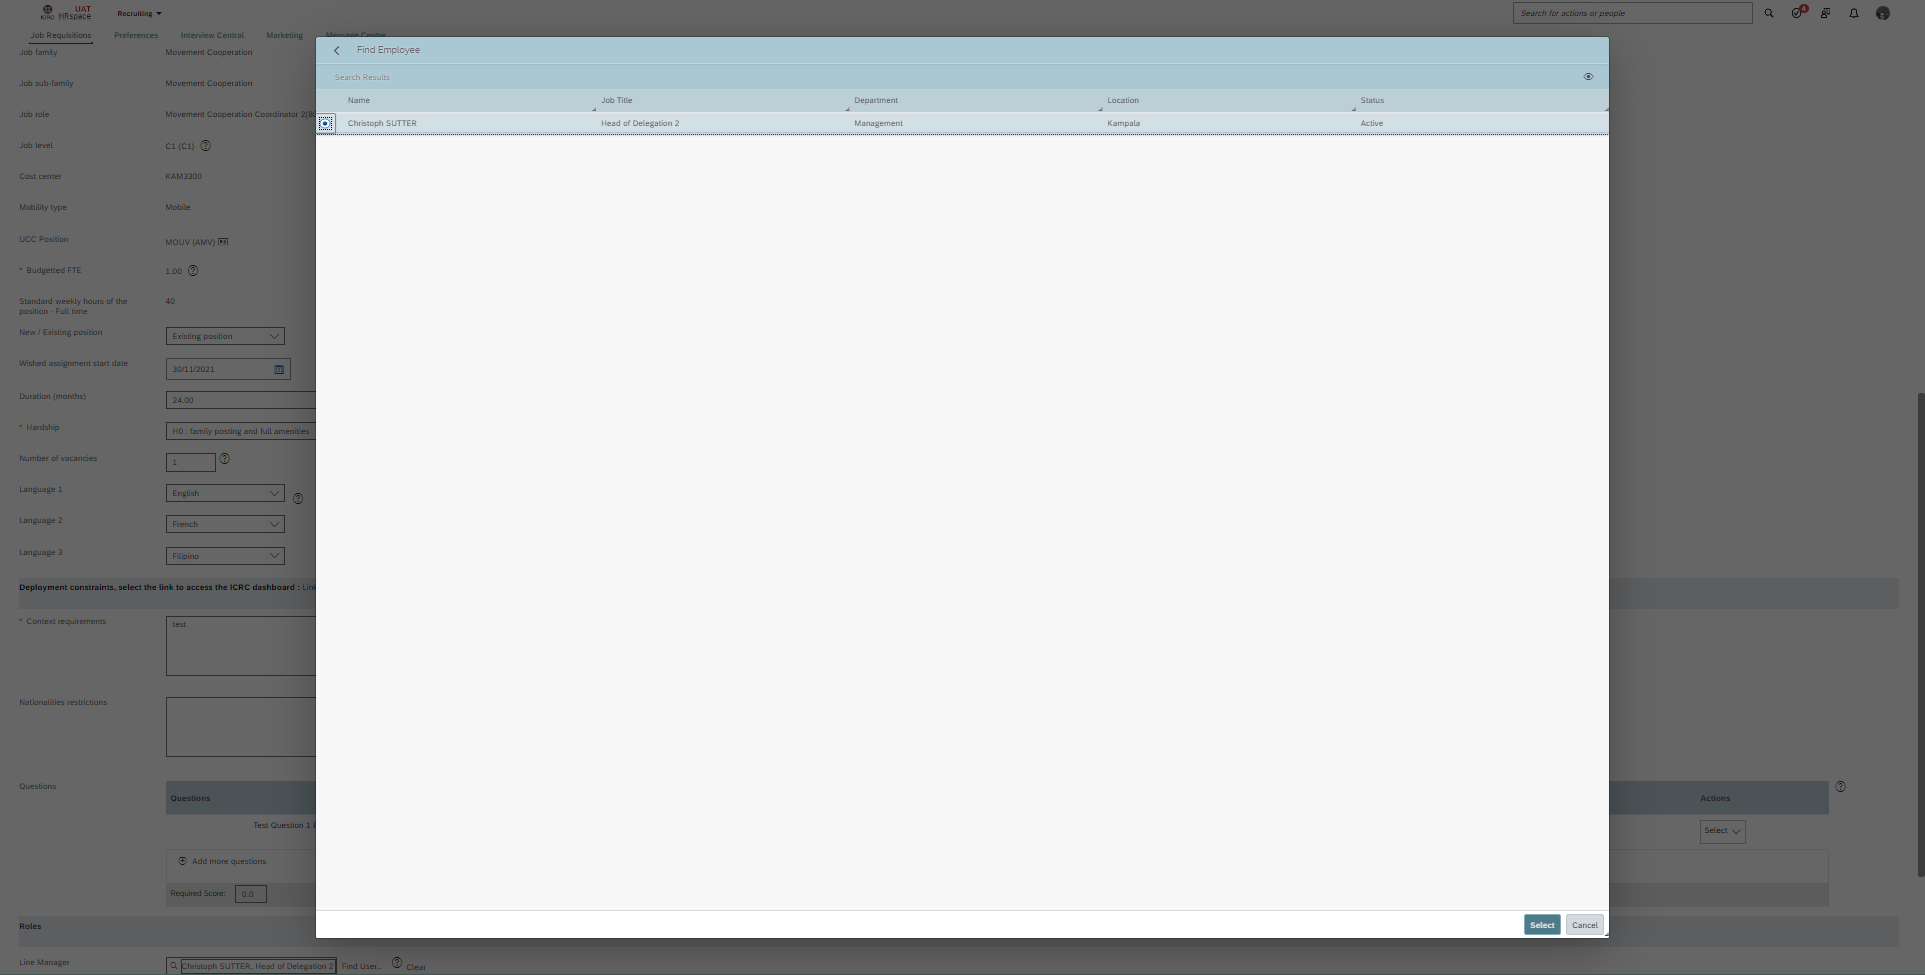 ICRC UAT HRspace
Recruiting
Search for actions or people
4
Job Requisitions Preferences Interview Central Marketing Message Centre
Find Employee
Search Results
Name Job Title Department Location Status
Christoph SUTTER Head of Delegation 2 Management Kampala Active
Job family Movement Cooperation
Job sub-family Movement Cooperation
Job role Movement Cooperation Coordinator 2(80
Job level C1 (C1)
Cost center KAM3300
Mobility type Mobile
UCC Position MOUV (AMV)
* Budgetted FTE 1.00
Standard weekly hours of the
position - Full time
40
New / Existing position Existing position
Wished assignment start date 30/11/2021
Duration (months) 24.00
* Hardship H0 : family posting and full amenities
Number of vacancies 1
Language 1 English
Language 2 French
Language 3 Filipino
Deployment constraints, select the link to access the ICRC dashboard : Link
* Context requirements test
Nationalities restrictions
Questions
Questions Actions
Test Question 1 Select
Add more questions
Required Score: 0.0
Select Cancel
Roles
Line Manager Christoph SUTTER, Head of Delegation 2 Find User... Clear